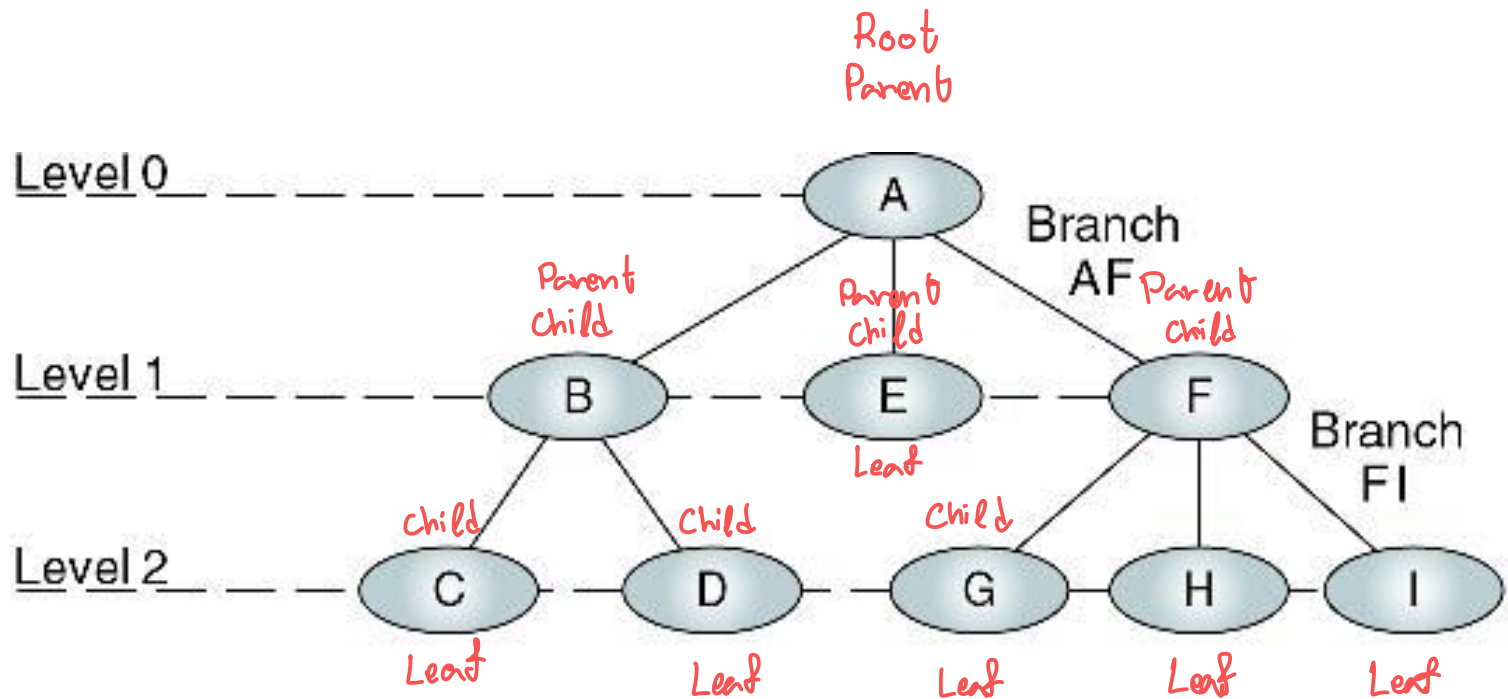 Root
Parent
Level 0
A
Branch
AF
Parent
Child
Parent
Child
Parent
Child
Level 1
B
E
F
Leaf
Branch
FI
Child
Child
Child
Level 2
C
D
G
H
I
Leaf
Leaf
Leaf
Leaf
Leaf